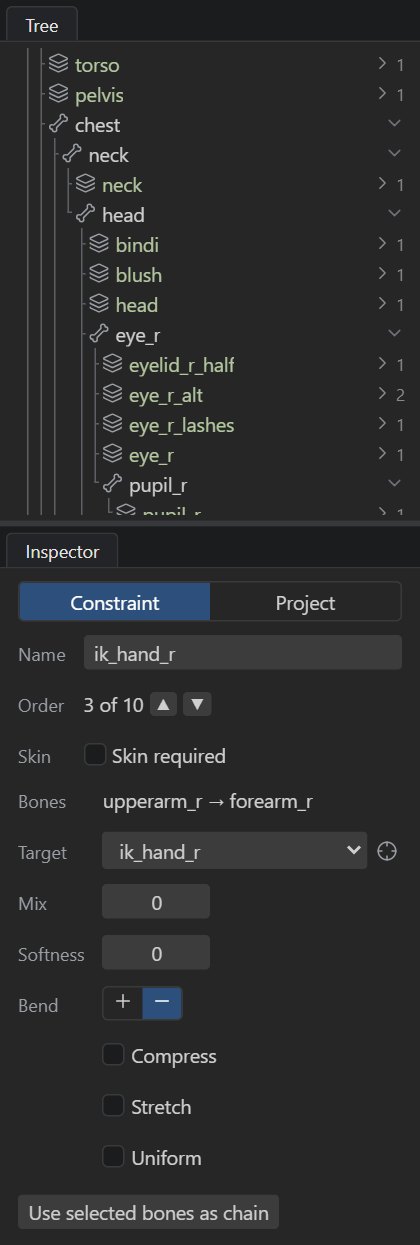 Tree
torso 1
pelvis 1
chest
neck
neck 1
head
bindi 1
blush 1
head 1
eye_r
eyelid_r_half 1
eye_r_alt 2
eye_r_lashes 1
eye_r 1
pupil_r
pupil_r 1
Inspector
Constraint Project
Name ik_hand_r
Order 3 of 10 ▲ ▼
Skin Skin required
Bones upperarm_r → forearm_r
Target ik_hand_r
Mix 0
Softness 0
Bend + −
Compress
Stretch
Uniform
Use selected bones as chain